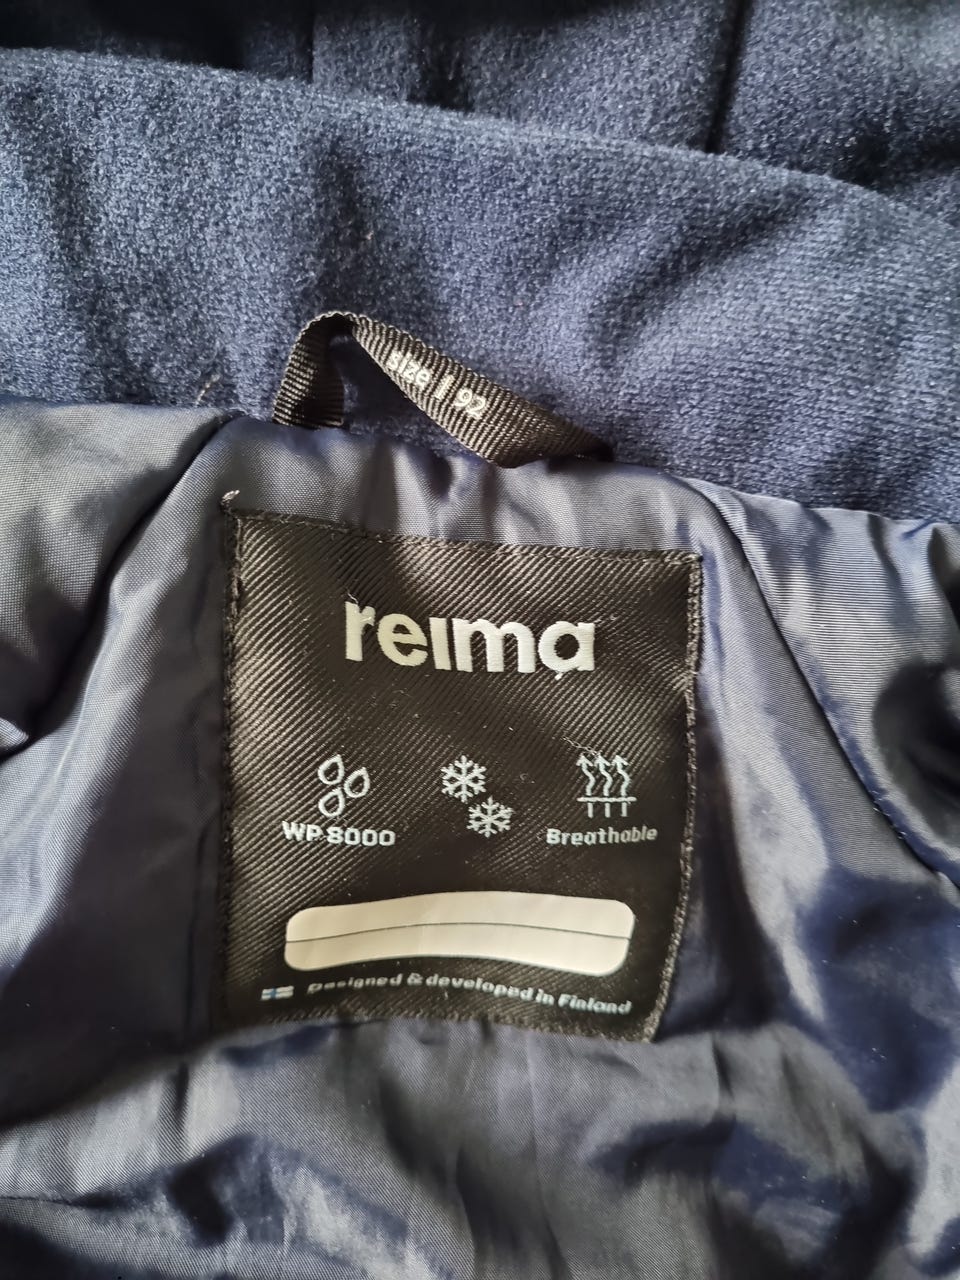 size | 92
reima
WP 8000
Breathable
Designed & developed in Finland